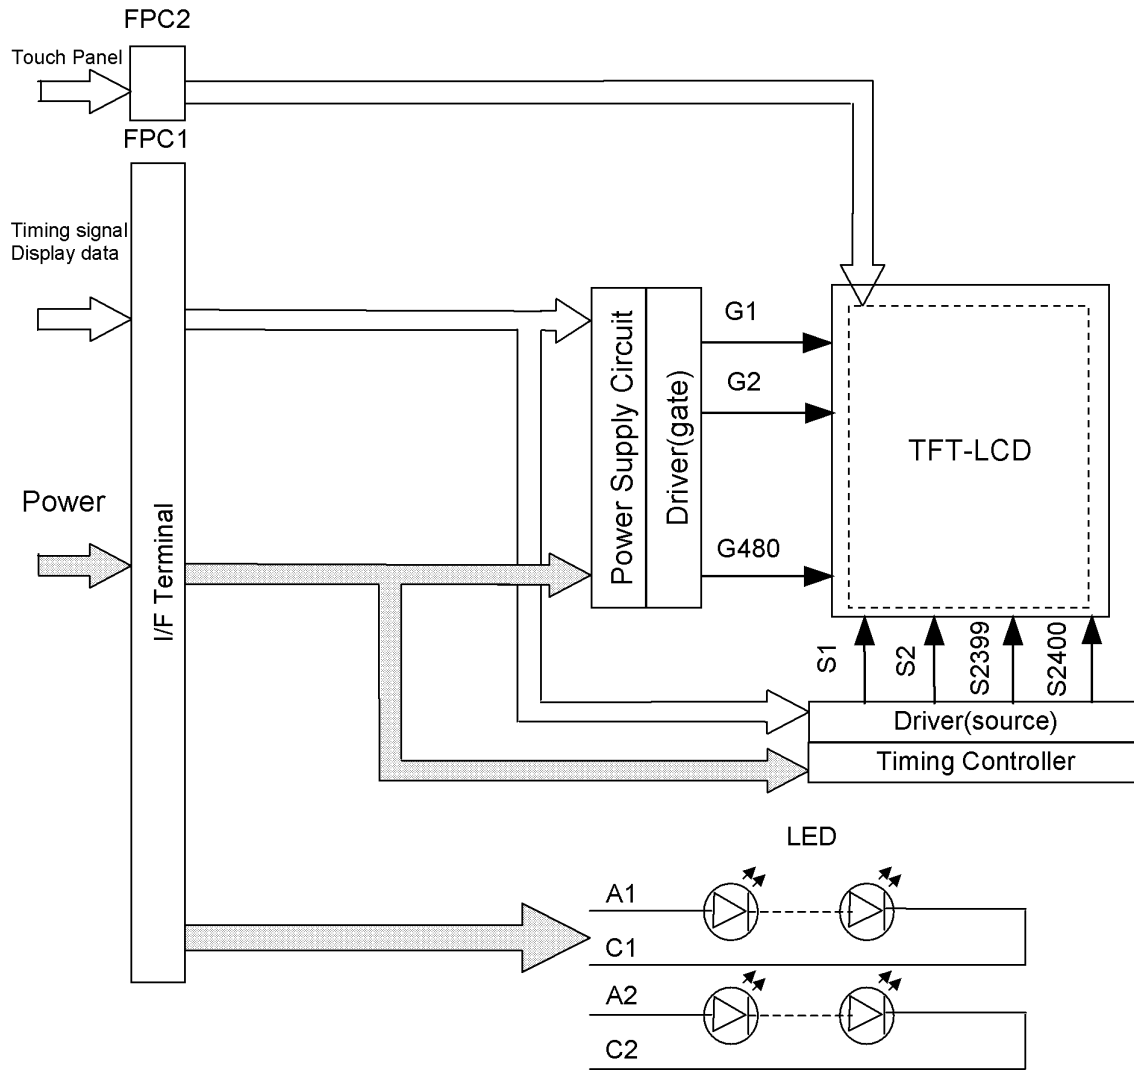 FPC2
Touch Panel
FPC1
Timing signal
Display data
G1
G2
Power Supply Circuit
Driver(gate)
TFT-LCD
Power
G480
I/F Terminal
S1
S2
S2399
S2400
Driver(source)
Timing Controller
LED
A1
C1
A2
C2